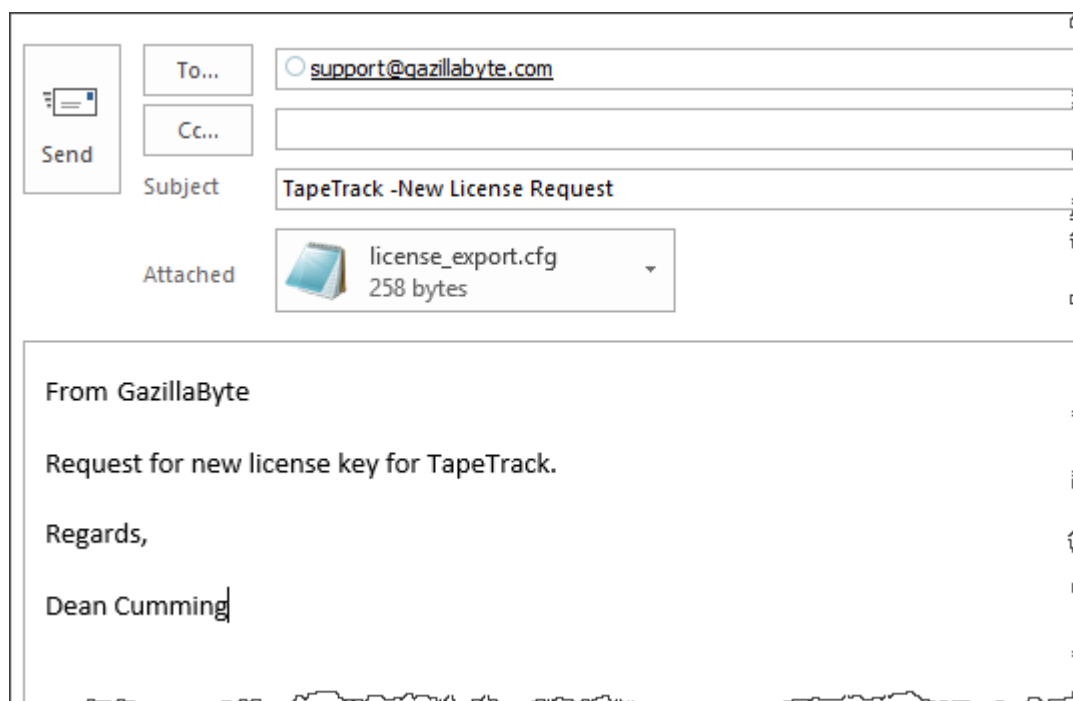 To...
support@gazillabyte.com
Cc...
Send
Subject
TapeTrack -New License Request
Attached
license_export.cfg
258 bytes
From GazillaByte
Request for new license key for TapeTrack.
Regards,
Dean Cumming